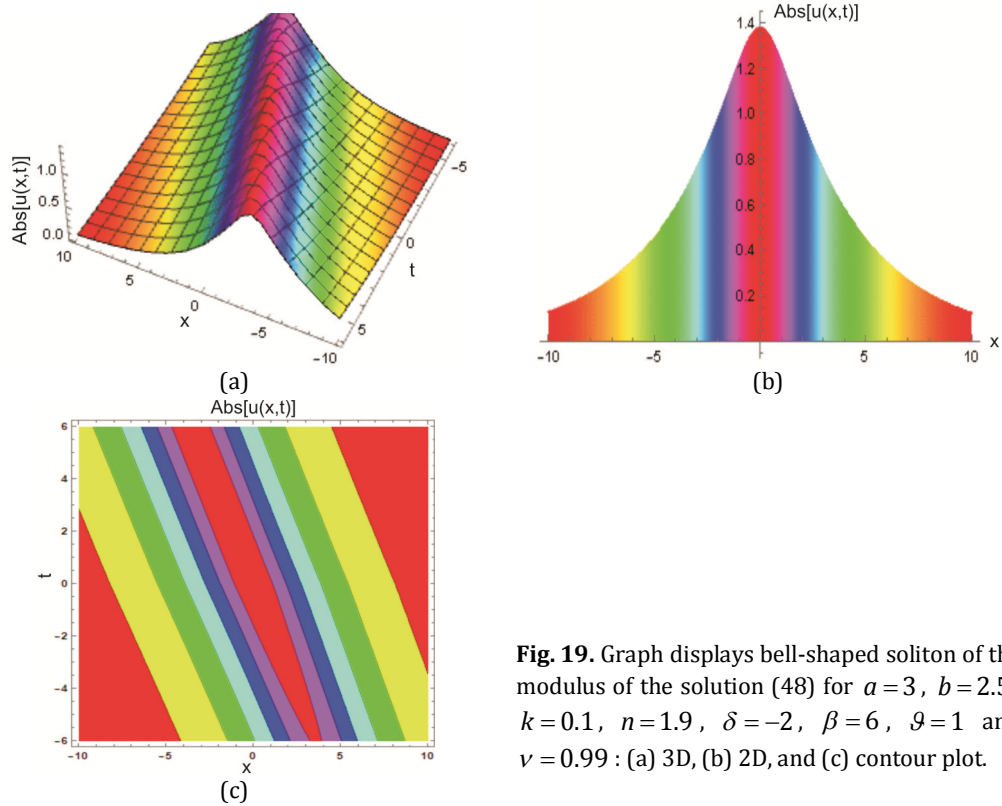 Abs[u(x,t)]
1.0
0.5
0.0
10
5
0
-5
-10
x
-5
0
5
t
(a)
Abs[u(x,t)]
1.4
1.2
1.0
0.8
0.6
0.4
0.2
-10
-5
5
10
x
(b)
Abs[u(x,t)]
6
4
2
0
-2
-4
-6
t
-10
-5
0
5
10
x
(c)
Fig. 19. Graph displays bell-shaped soliton of th
modulus of the solution (48) for a = 3 , b = 2.5
k = 0.1 , n = 1.9 , δ = −2 , β = 6 , ϑ = 1 an
ν = 0.99 : (a) 3D, (b) 2D, and (c) contour plot.